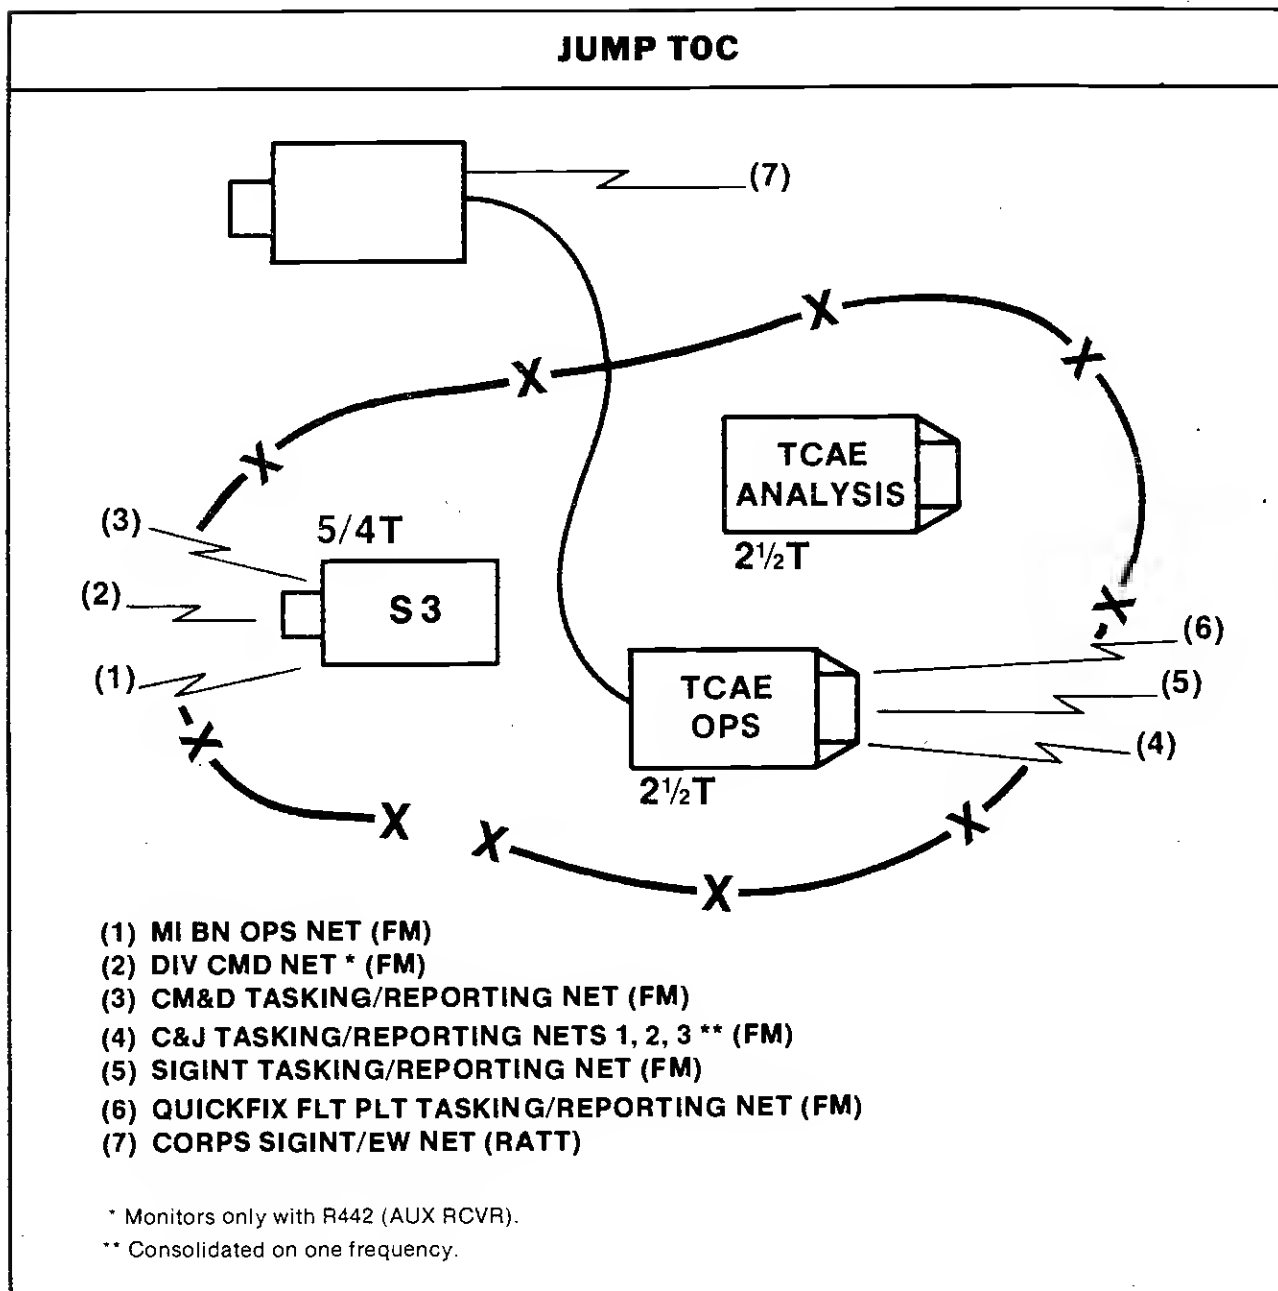 JUMP TOC
(7)
TCAE
ANALYSIS
2½T
(3)
5/4T
(2)
S3
(1)
(6)
TCAE
OPS
(5)
(4)
2½T
X
X
X
X
X
X
X
X
X
X
(1) MI BN OPS NET (FM)
(2) DIV CMD NET * (FM)
(3) CM&D TASKING/REPORTING NET (FM)
(4) C&J TASKING/REPORTING NETS 1, 2, 3 ** (FM)
(5) SIGINT TASKING/REPORTING NET (FM)
(6) QUICKFIX FLT PLT TASKING/REPORTING NET (FM)
(7) CORPS SIGINT/EW NET (RATT)
* Monitors only with R442 (AUX RCVR).
** Consolidated on one frequency.